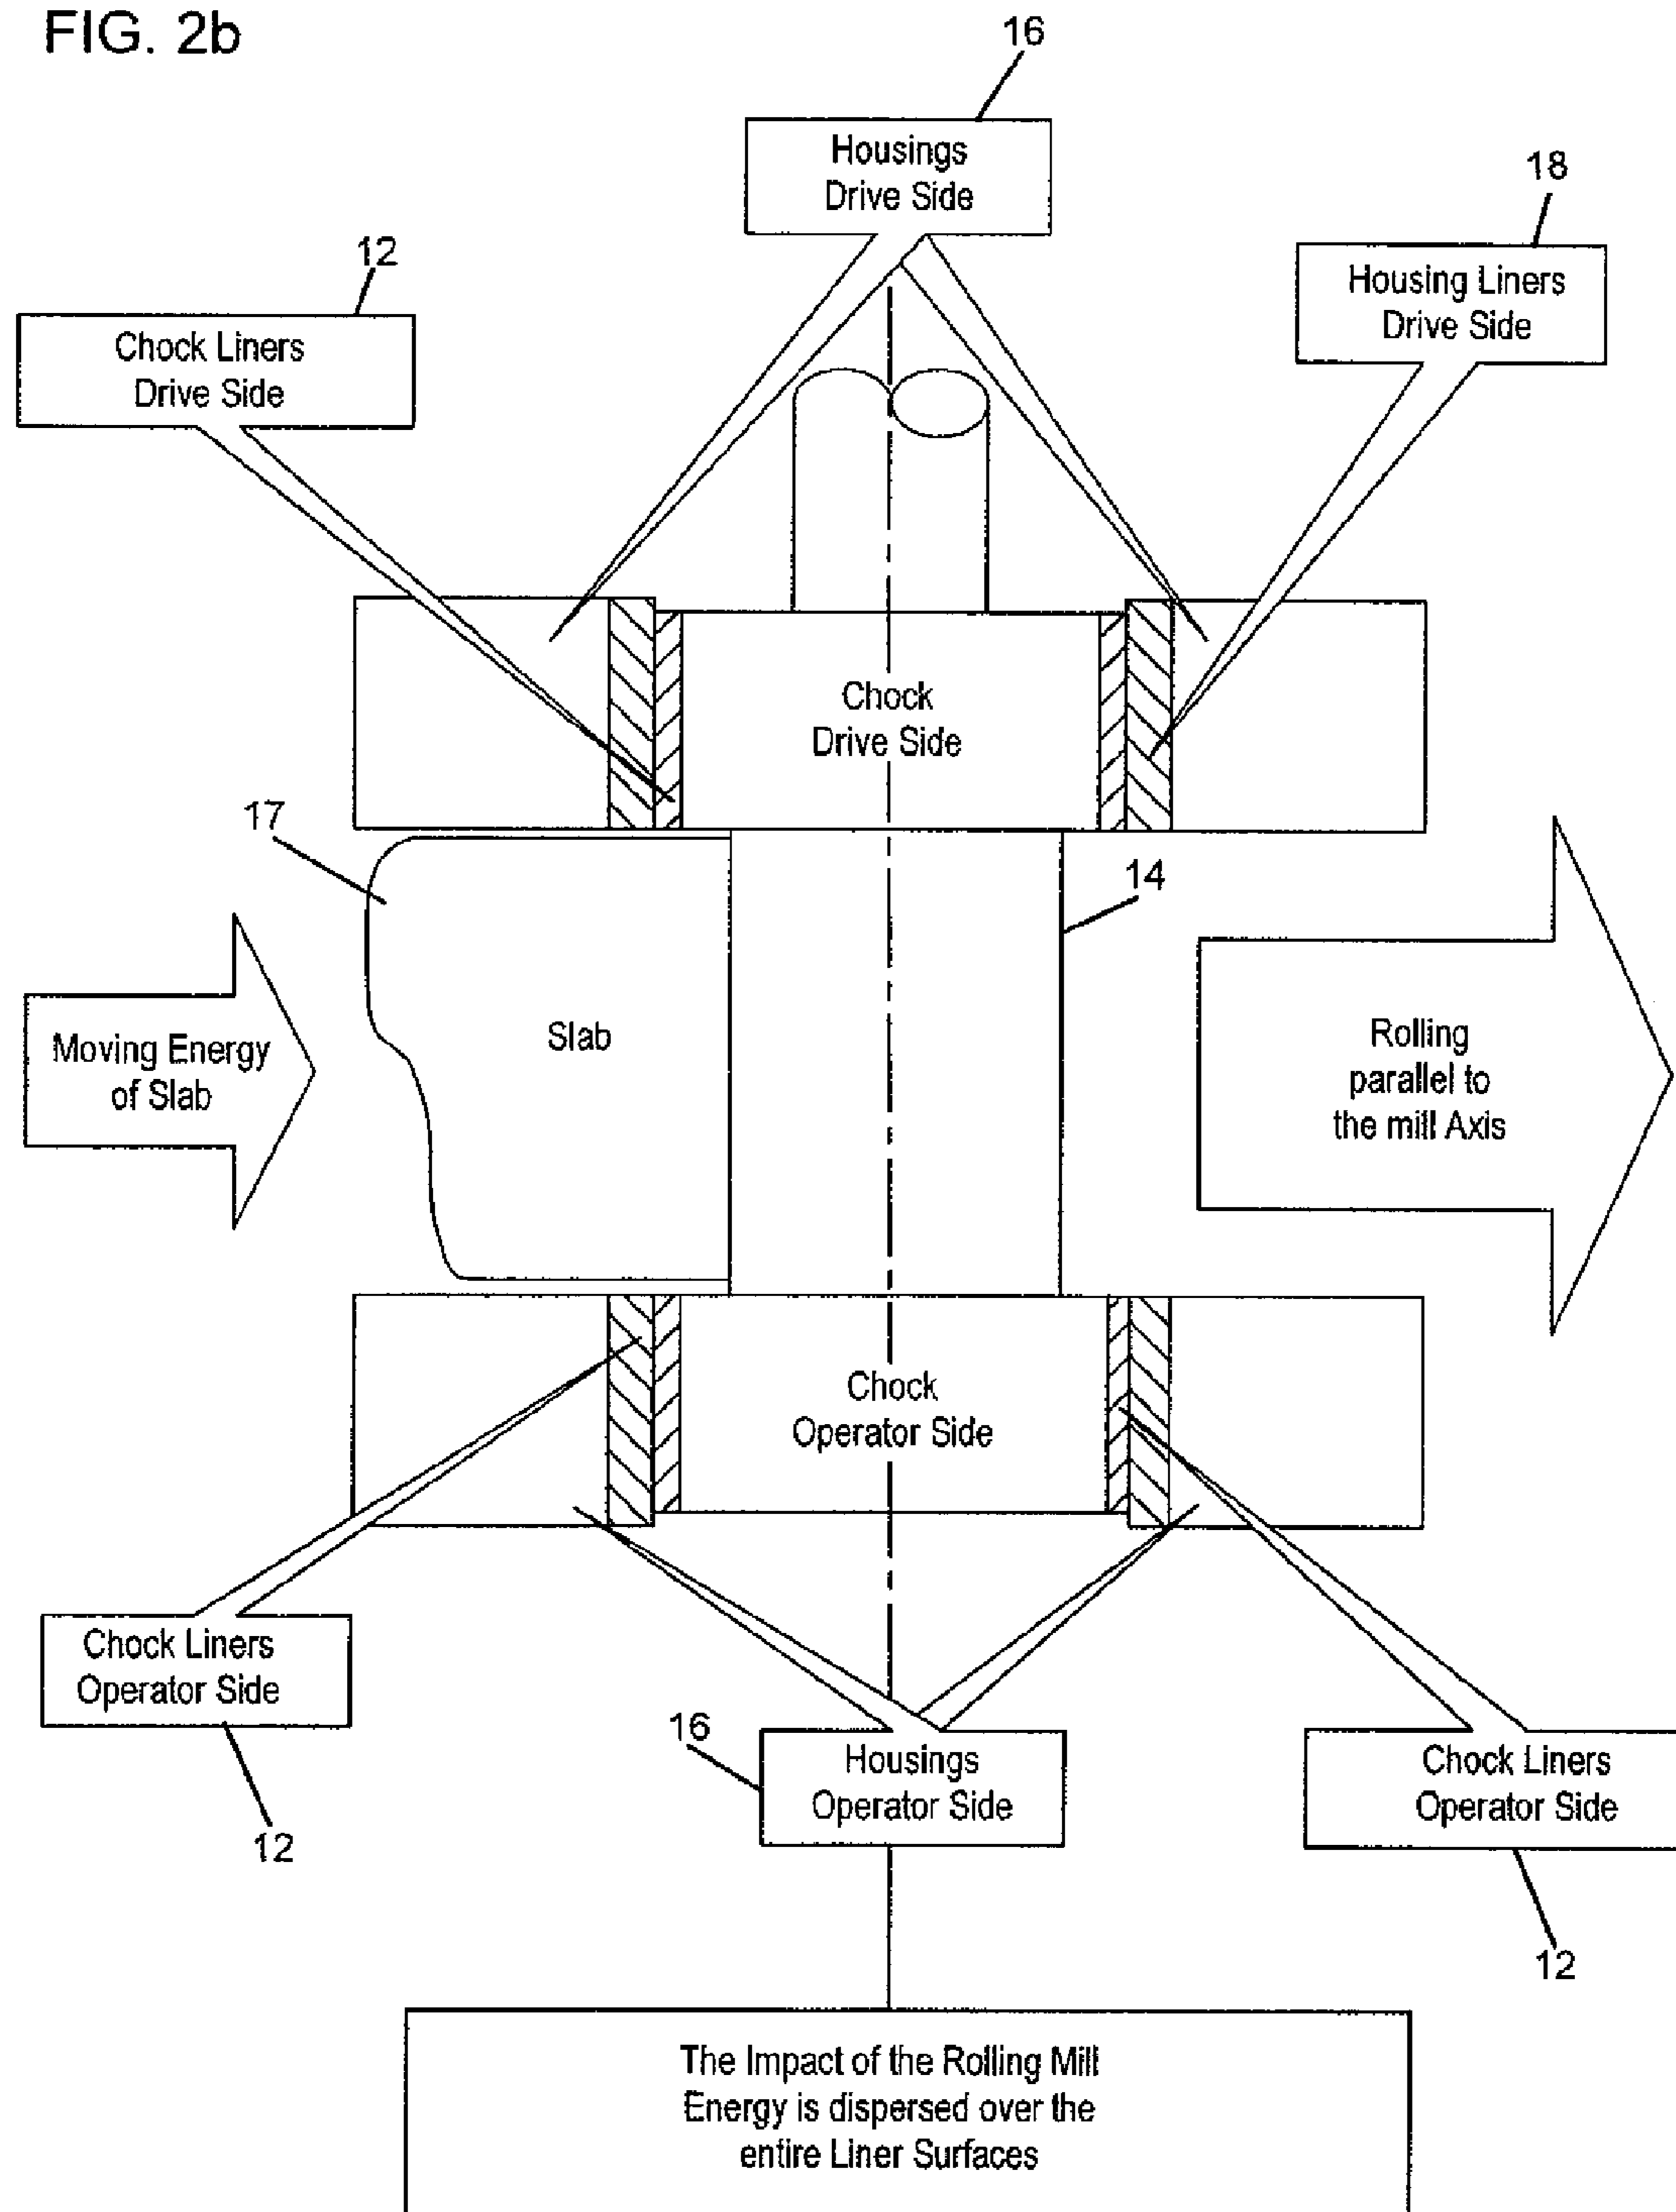 FIG. 2b
16
Housings
Drive Side
18
Housing Liners
Drive Side
12
Chock Liners
Drive Side
Chock
Drive Side
17
14
Moving Energy
of Slab
Slab
Rolling
parallel to
the mill Axis
Chock
Operator Side
Chock Liners
Operator Side
12
16
Housings
Operator Side
Chock Liners
Operator Side
12
The Impact of the Rolling Mill
Energy is dispersed over the
entire Liner Surfaces